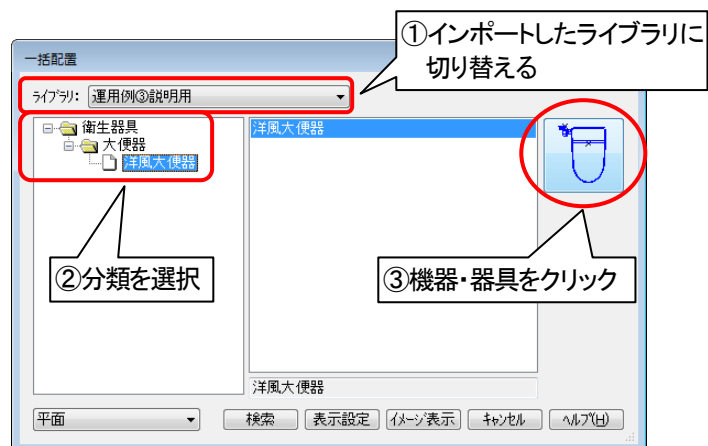 ①インポートしたライブラリに
切り替える
一括配置
ライブラリ: 運用例③説明用
衛生器具
大便器
洋風大便器
洋風大便器
②分類を選択
③機器・器具をクリック
洋風大便器
平面 検索 表示設定 イメージ表示 キャンセル ヘルプ(H)